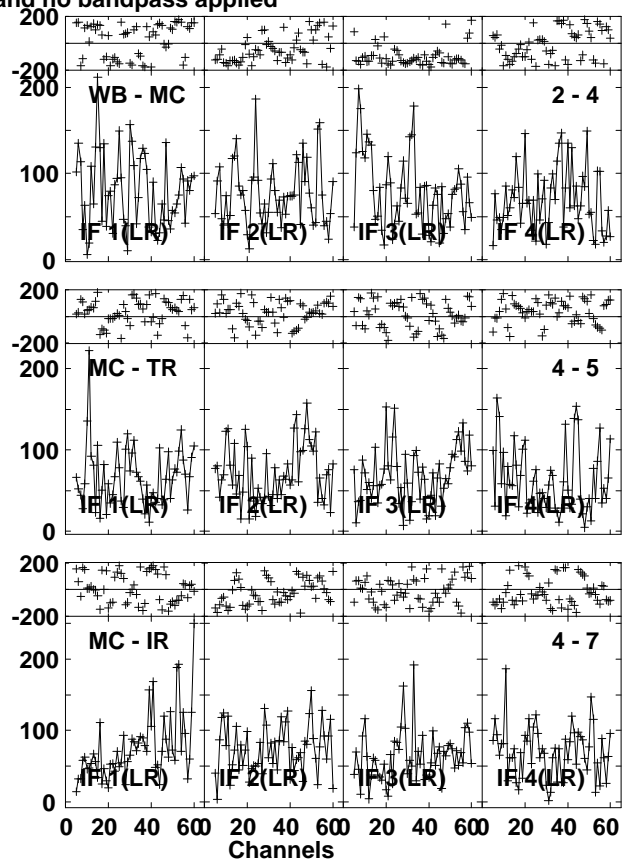 and no bandpass applied
200
-200
200
WB - MC
2 - 4
100
IF 1(LR) IF 2(LR) IF 3(LR) IF 4(LR)
0
200
-200
200
MC - TR
4 - 5
100
IF 1(LR) IF 2(LR) IF 3(LR) IF 4(LR)
0
200
-200
200
MC - IR
4 - 7
100
IF 1(LR) IF 2(LR) IF 3(LR) IF 4(LR)
0
0 20 40 60 0 20 40 60 0 20 40 60 0 20 40 60
Channels